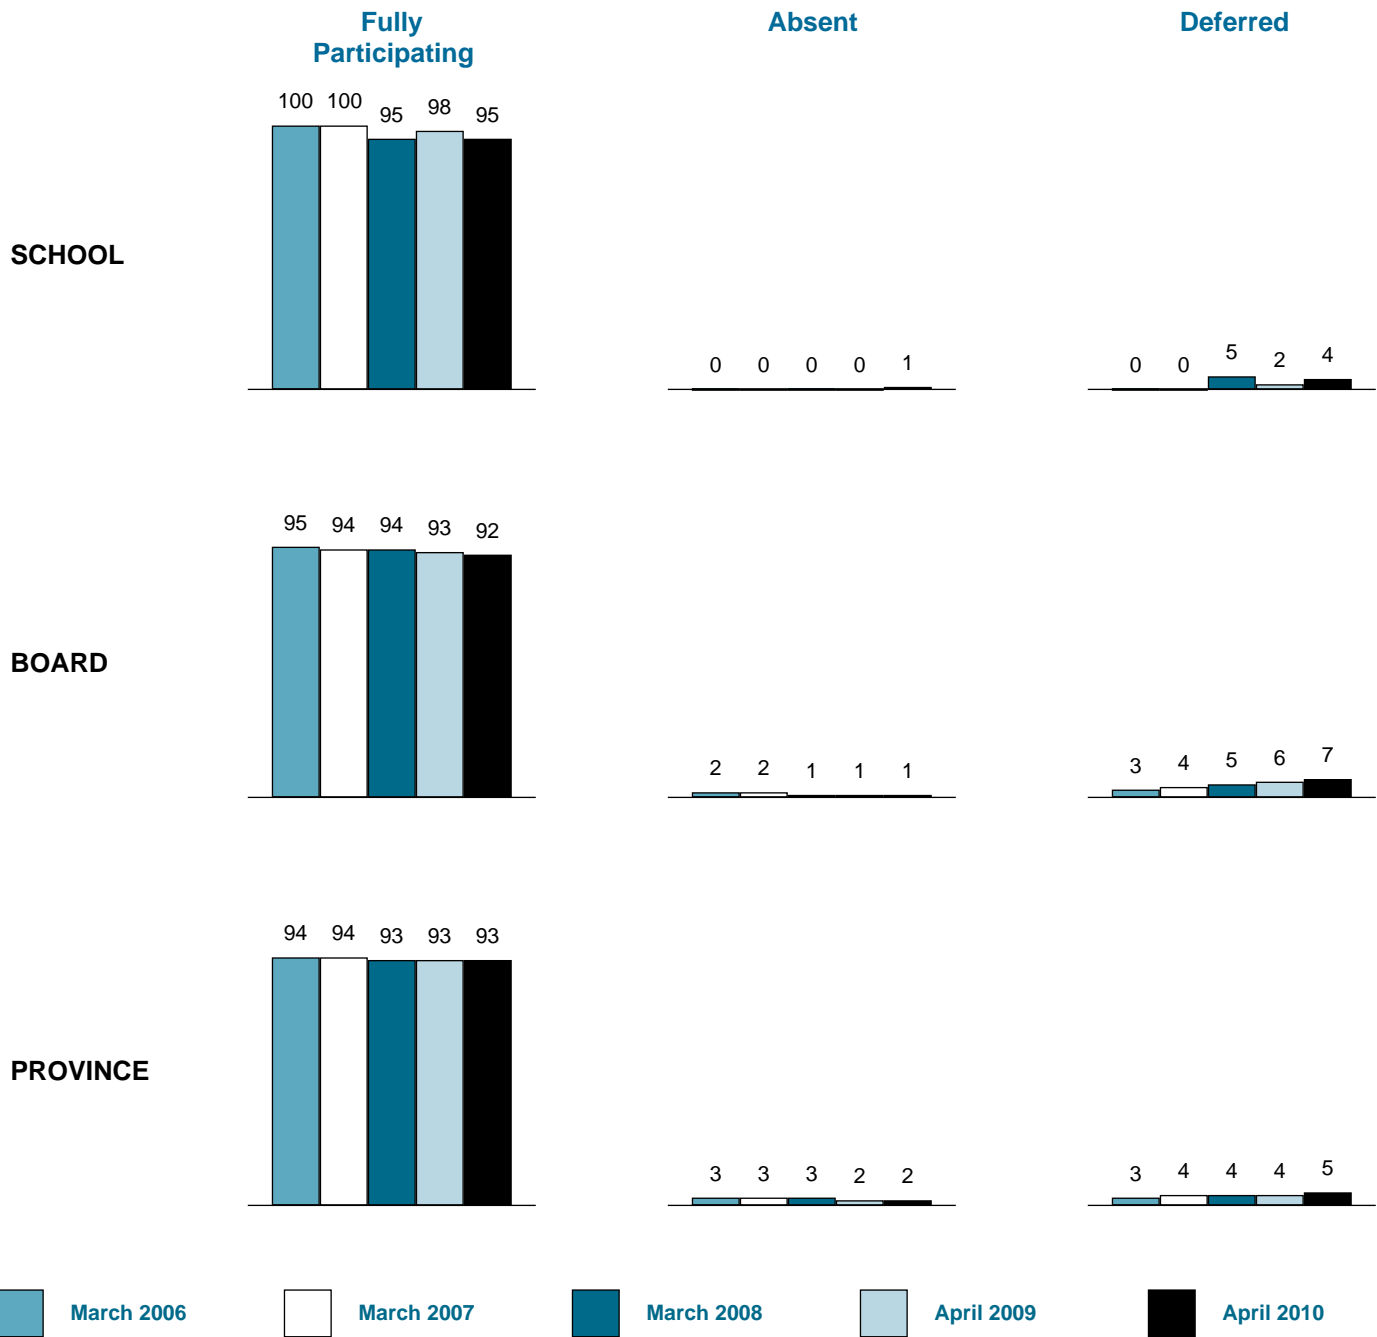 Fully Participating
Absent
Deferred
100 100 95 98 95
SCHOOL
0 0 0 0 1
0 0 5 2 4
95 94 94 93 92
BOARD
2 2 1 1 1
3 4 5 6 7
94 94 93 93 93
PROVINCE
3 3 3 2 2
3 4 4 4 5
March 2006
March 2007
March 2008
April 2009
April 2010